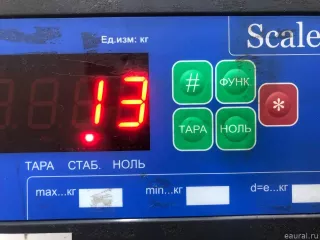 Ед.изм: кг
Scale
13
#
ФУНК
*
ТАРА
НОЛЬ
ТАРА СТАБ. НОЛЬ
max...кг
min...кг
d=e...кг
eaural.ru